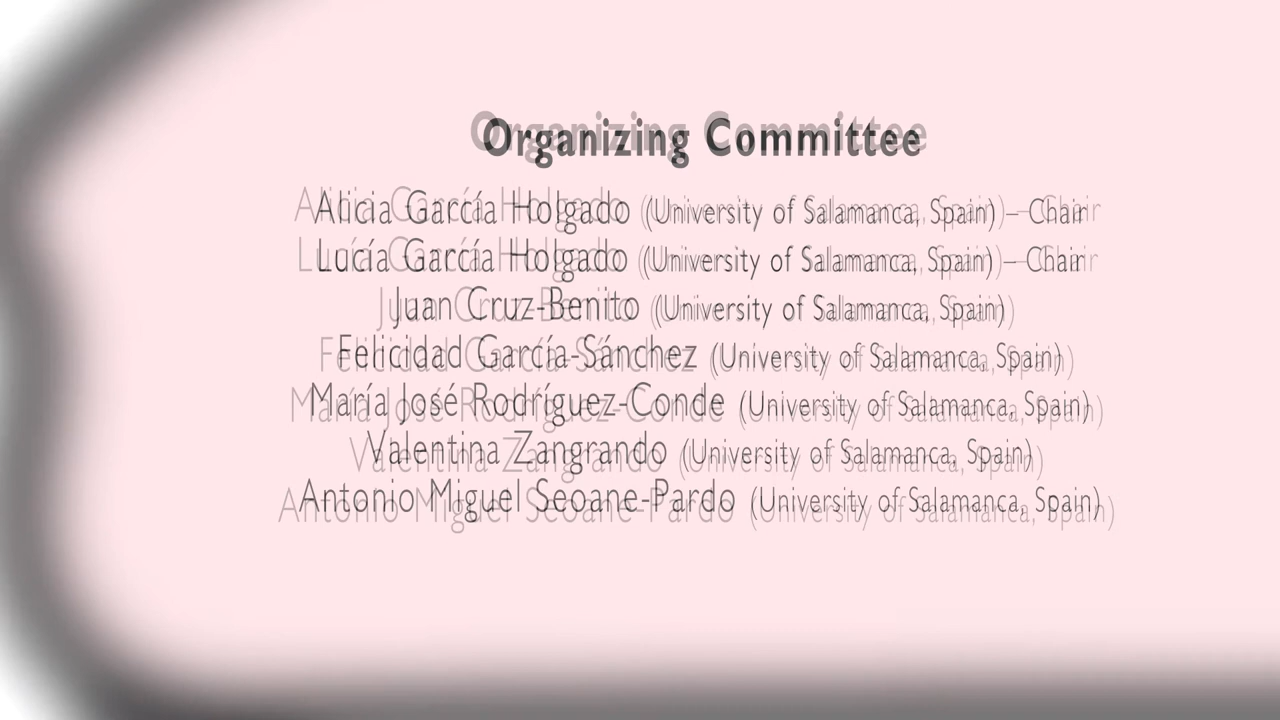 Organizing Committee
Alicia García Holgado (University of Salamanca, Spain) – Chair
Lucía García Holgado (University of Salamanca, Spain) – Chair
Juan Cruz-Benito (University of Salamanca, Spain)
Felicidad García-Sánchez (University of Salamanca, Spain)
María José Rodríguez-Conde (University of Salamanca, Spain)
Valentina Zangrando (University of Salamanca, Spain)
Antonio Miguel Seoane-Pardo (University of Salamanca, Spain)